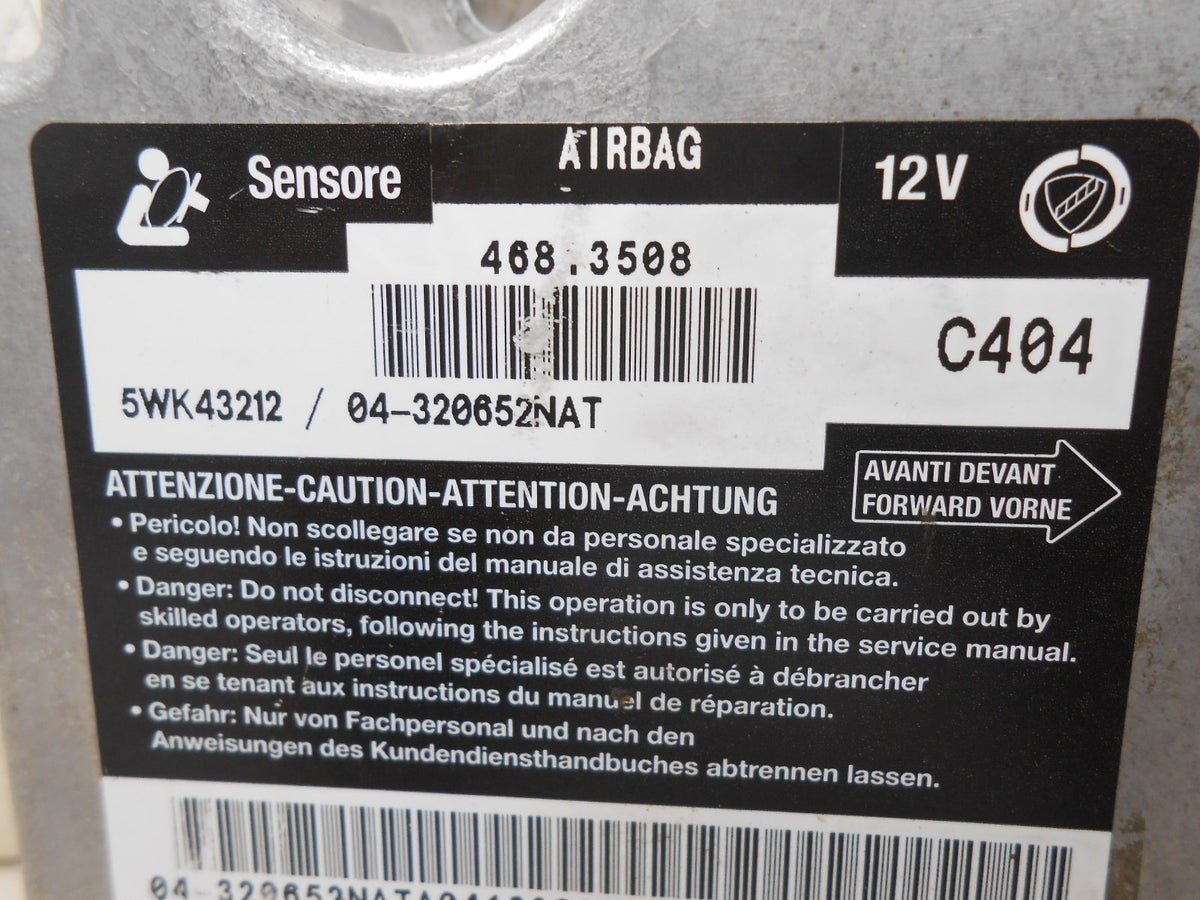 Sensore AIRBAG 12V
468.3508
C404
5WK43212 / 04-320652NAT
ATTENZIONE-CAUTION-ATTENTION-ACHTUNG
AVANTI DEVANT
FORWARD VORNE
• Pericolo! Non scollegare se non da personale specializzato
e seguendo le istruzioni del manuale di assistenza tecnica.
• Danger: Do not disconnect! This operation is only to be carried out by
skilled operators, following the instructions given in the service manual.
• Danger: Seul le personel spécialisé est autorisé à débrancher
en se tenant aux instructions du manuel de réparation.
• Gefahr: Nur von Fachpersonal und nach den
Anweisungen des Kundendiensthandbuches abtrennen lassen.